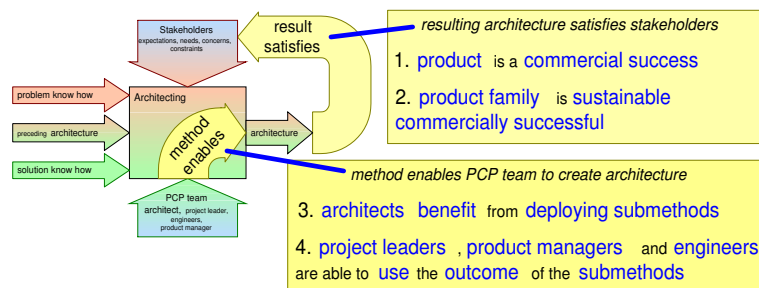 Stakeholders
expectations, needs, concerns,
constraints
result
satisfies
problem know how
preceding architecture
solution know how
Architecting
method
enables
architecture
PCP team
architect, project leader,
engineers,
product manager
resulting architecture satisfies stakeholders
1. product is a commercial success
2. product family is sustainable
commercially successful
method enables PCP team to create architecture
3. architects benefit from deploying submethods
4. project leaders , product managers and engineers
are able to use the outcome of the submethods